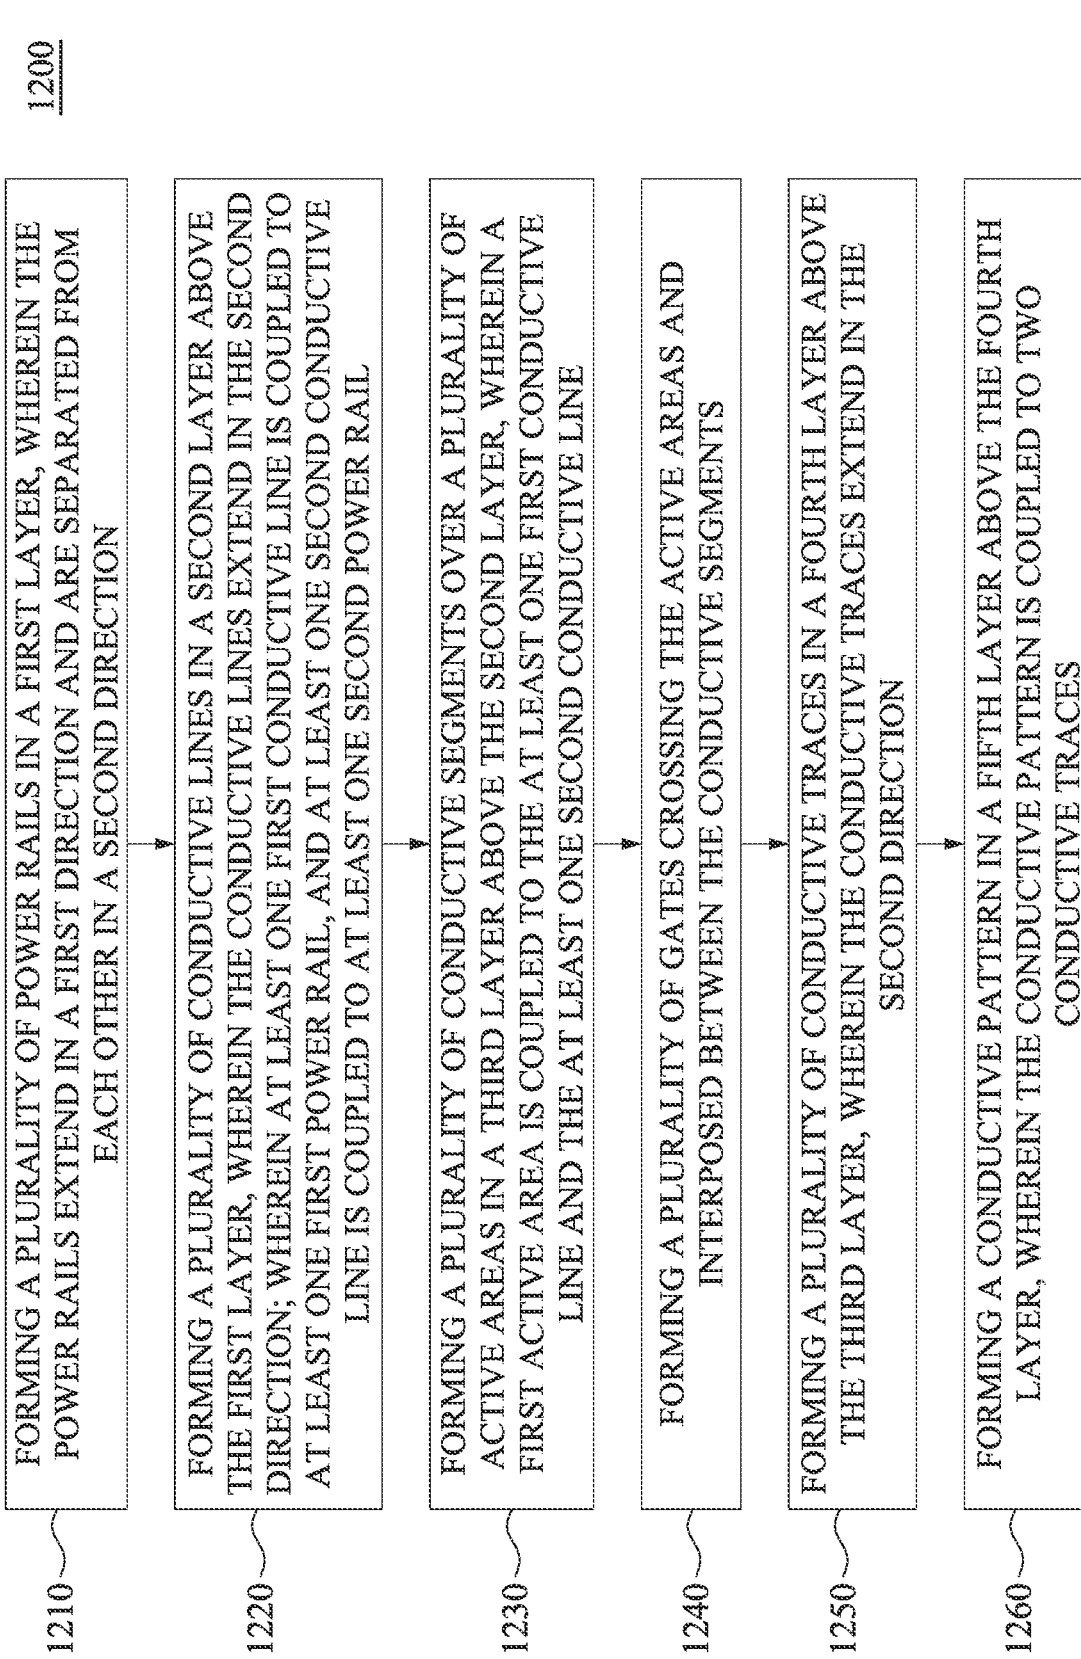 1200
1210
FORMING A PLURALITY OF POWER RAILS IN A FIRST LAYER, WHEREIN THE
POWER RAILS EXTEND IN A FIRST DIRECTION AND ARE SEPARATED FROM
EACH OTHER IN A SECOND DIRECTION
1220
FORMING A PLURALITY OF CONDUCTIVE LINES IN A SECOND LAYER ABOVE
THE FIRST LAYER, WHEREIN THE CONDUCTIVE LINES EXTEND IN THE SECOND
DIRECTION; WHEREIN AT LEAST ONE FIRST CONDUCTIVE LINE IS COUPLED TO
AT LEAST ONE FIRST POWER RAIL, AND AT LEAST ONE SECOND CONDUCTIVE
LINE IS COUPLED TO AT LEAST ONE SECOND POWER RAIL
1230
FORMING A PLURALITY OF CONDUCTIVE SEGMENTS OVER A PLURALITY OF
ACTIVE AREAS IN A THIRD LAYER ABOVE THE SECOND LAYER, WHEREIN A
FIRST ACTIVE AREA IS COUPLED TO THE AT LEAST ONE FIRST CONDUCTIVE
LINE AND THE AT LEAST ONE SECOND CONDUCTIVE LINE
1240
FORMING A PLURALITY OF GATES CROSSING THE ACTIVE AREAS AND
INTERPOSED BETWEEN THE CONDUCTIVE SEGMENTS
1250
FORMING A PLURALITY OF CONDUCTIVE TRACES IN A FOURTH LAYER ABOVE
THE THIRD LAYER, WHEREIN THE CONDUCTIVE TRACES EXTEND IN THE
SECOND DIRECTION
1260
FORMING A CONDUCTIVE PATTERN IN A FIFTH LAYER ABOVE THE FOURTH
LAYER, WHEREIN THE CONDUCTIVE PATTERN IS COUPLED TO TWO
CONDUCTIVE TRACES